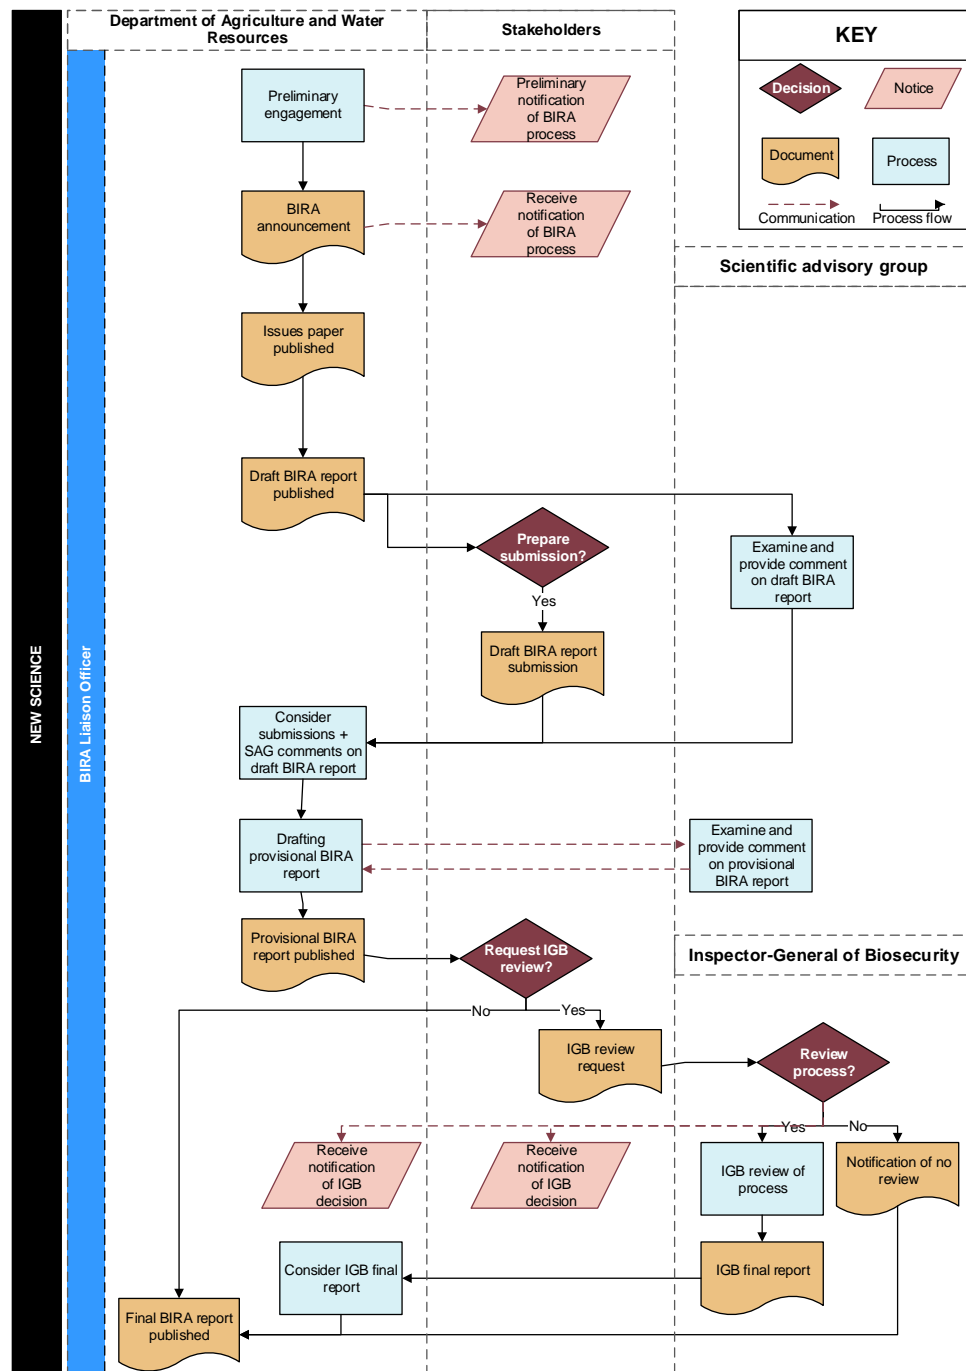 Department of Agriculture and Water
Resources
Stakeholders
KEY
Decision
Notice
Document
Process
Communication
Process flow
NEW SCIENCE
BIRA Liaison Officer
Preliminary
engagement
Preliminary
notification
of BIRA
process
BIRA
announcement
Receive
notification
of BIRA
process
Scientific advisory group
Issues paper
published
Draft BIRA report
published
Prepare
submission?
Examine and
provide comment
on draft BIRA
report
Yes
Draft BIRA report
submission
Consider
submissions +
SAG comments on
draft BIRA report
Drafting
provisional BIRA
report
Examine and
provide comment
on provisional
BIRA report
Provisional BIRA
report published
Request IGB
review?
Inspector-General of Biosecurity
No
Yes
IGB review
request
Review
process?
Yes
No
Receive
notification
of IGB
decision
Receive
notification
of IGB
decision
IGB review of
process
Notification of no
review
Consider IGB final
report
IGB final report
Final BIRA report
published